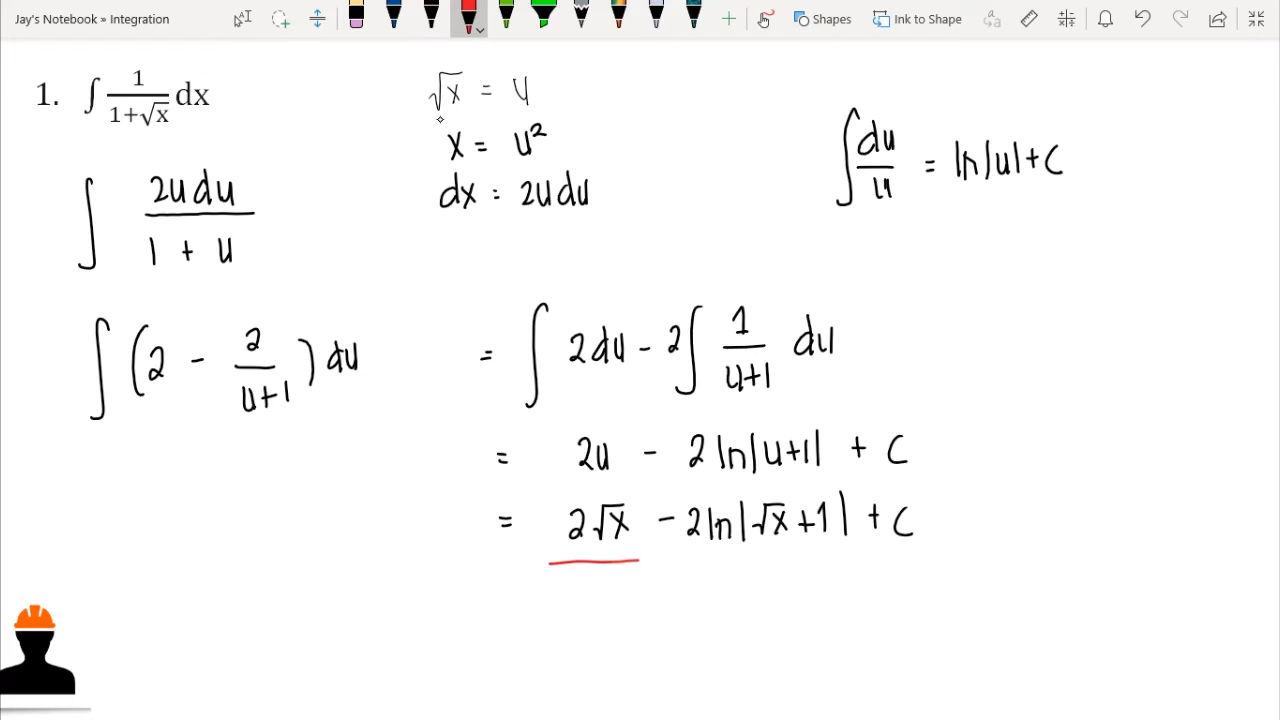 Jay's Notebook » Integration
Shapes
Ink to Shape
1. ∫ 1/(1+√x) dx
√x = u
x = u²
dx = 2u du
∫ du/u = ln|u| + C
∫ 2u du/(1 + u)
∫ (2 - 2/(u+1)) du
= ∫ 2du - 2∫ 1/(u+1) du
= 2u - 2 ln|u+1| + C
= 2√x - 2 ln|√x + 1| + C